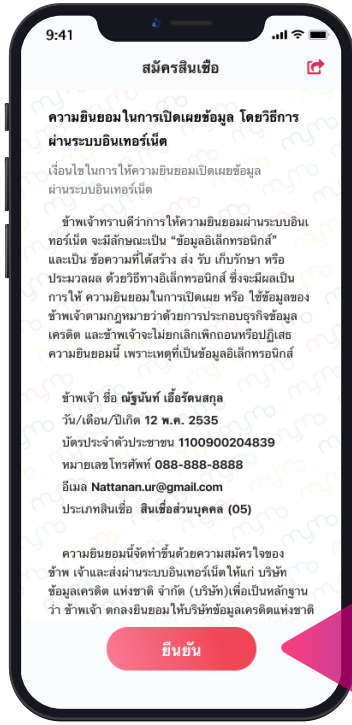 9:41
สมัครสินเชื่อ
ความยินยอมในการเปิดเผยข้อมูล โดยวิธีการ
ผ่านระบบอินเทอร์เน็ต
เงื่อนไขในการให้ความยินยอมเปิดเผยข้อมูล
ผ่านระบบอินเทอร์เน็ต
ข้าพเจ้าทราบดีว่าการให้ความยินยอมผ่านระบบอินเ
ทอร์เน็ต จะมีลักษณะเป็น “ข้อมูลอิเล็กทรอนิกส์”
และเป็น ข้อความที่ได้สร้าง ส่ง รับ เก็บรักษา หรือ
ประมวลผล ด้วยวิธีทางอิเล็กทรอนิกส์ ซึ่งจะมีผลเป็น
การให้ ความยินยอมในการเปิดเผย หรือ ใช้ข้อมูลของ
ข้าพเจ้าตามกฎหมายว่าด้วยการประกอบธุรกิจข้อมูล
เครดิต และข้าพเจ้าจะไม่ยกเลิกเพิกถอนหรือปฏิเสธ
ความยินยอมนี้ เพราะเหตุที่เป็นข้อมูลอิเล็กทรอนิกส์
ข้าพเจ้า ชื่อ ณัฐนันท์ เอื้อรัตนสกุล
วัน/เดือน/ปีเกิด 12 พ.ค. 2535
บัตรประจำตัวประชาชน 1100900204839
หมายเลขโทรศัพท์ 088-888-8888
อีเมล Nattanan.ur@gmail.com
ประเภทสินเชื่อ สินเชื่อส่วนบุคคล (05)
ความยินยอมนี้จัดทำขึ้นด้วยความสมัครใจของ
ข้าพ เจ้าและส่งผ่านระบบอินเทอร์เน็ตให้แก่ บริษัท
ข้อมูลเครดิต แห่งชาติ จำกัด (บริษัท)เพื่อเป็นหลักฐาน
ว่า ข้าพเจ้า ตกลงยินยอมให้บริษัทข้อมูลเครดิตแห่งชาติ
ยืนยัน